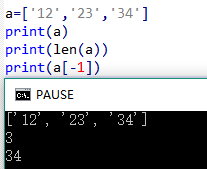 a=['12','23','34']
print(a)
print(len(a))
print(a[-1])
C:\. PAUSE
['12', '23', '34']
3
34